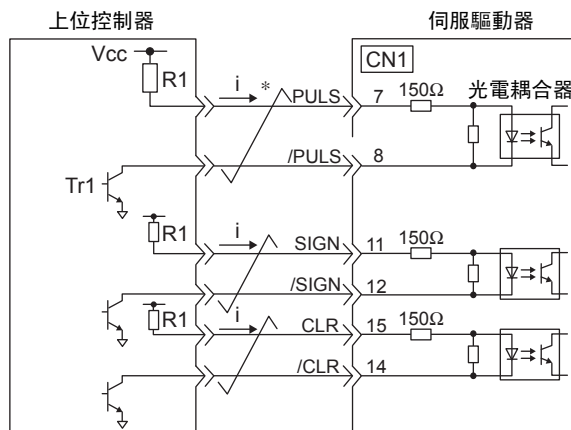 上位控制器
伺服驅動器
Vcc
CN1
R1
i
*
PULS
7
150Ω
光電耦合器
/PULS
8
Tr1
R1
i
SIGN
11
150Ω
/SIGN
12
R1
i
CLR
15
150Ω
/CLR
14